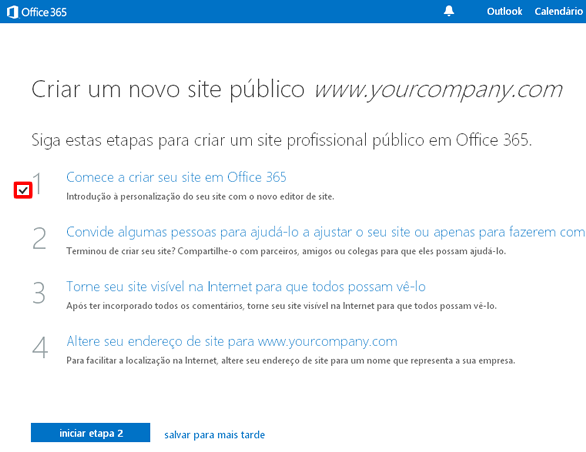 Office 365 Outlook Calendário
Criar um novo site público www.yourcompany.com
Siga estas etapas para criar um site profissional público em Office 365.
1 Comece a criar seu site em Office 365
Introdução à personalização do seu site com o novo editor de site.
2 Convide algumas pessoas para ajudá-lo a ajustar o seu site ou apenas para fazerem com
Terminou de criar seu site? Compartilhe-o com parceiros, amigos ou colegas para que eles possam ajudá-lo.
3 Torne seu site visível na Internet para que todos possam vê-lo
Após ter incorporado todos os comentários, torne seu site visível na Internet para que todos possam vê-lo.
4 Altere seu endereço de site para www.yourcompany.com
Para facilitar a localização na Internet, altere seu endereço de site para um nome que representa a sua empresa.
iniciar etapa 2 salvar para mais tarde